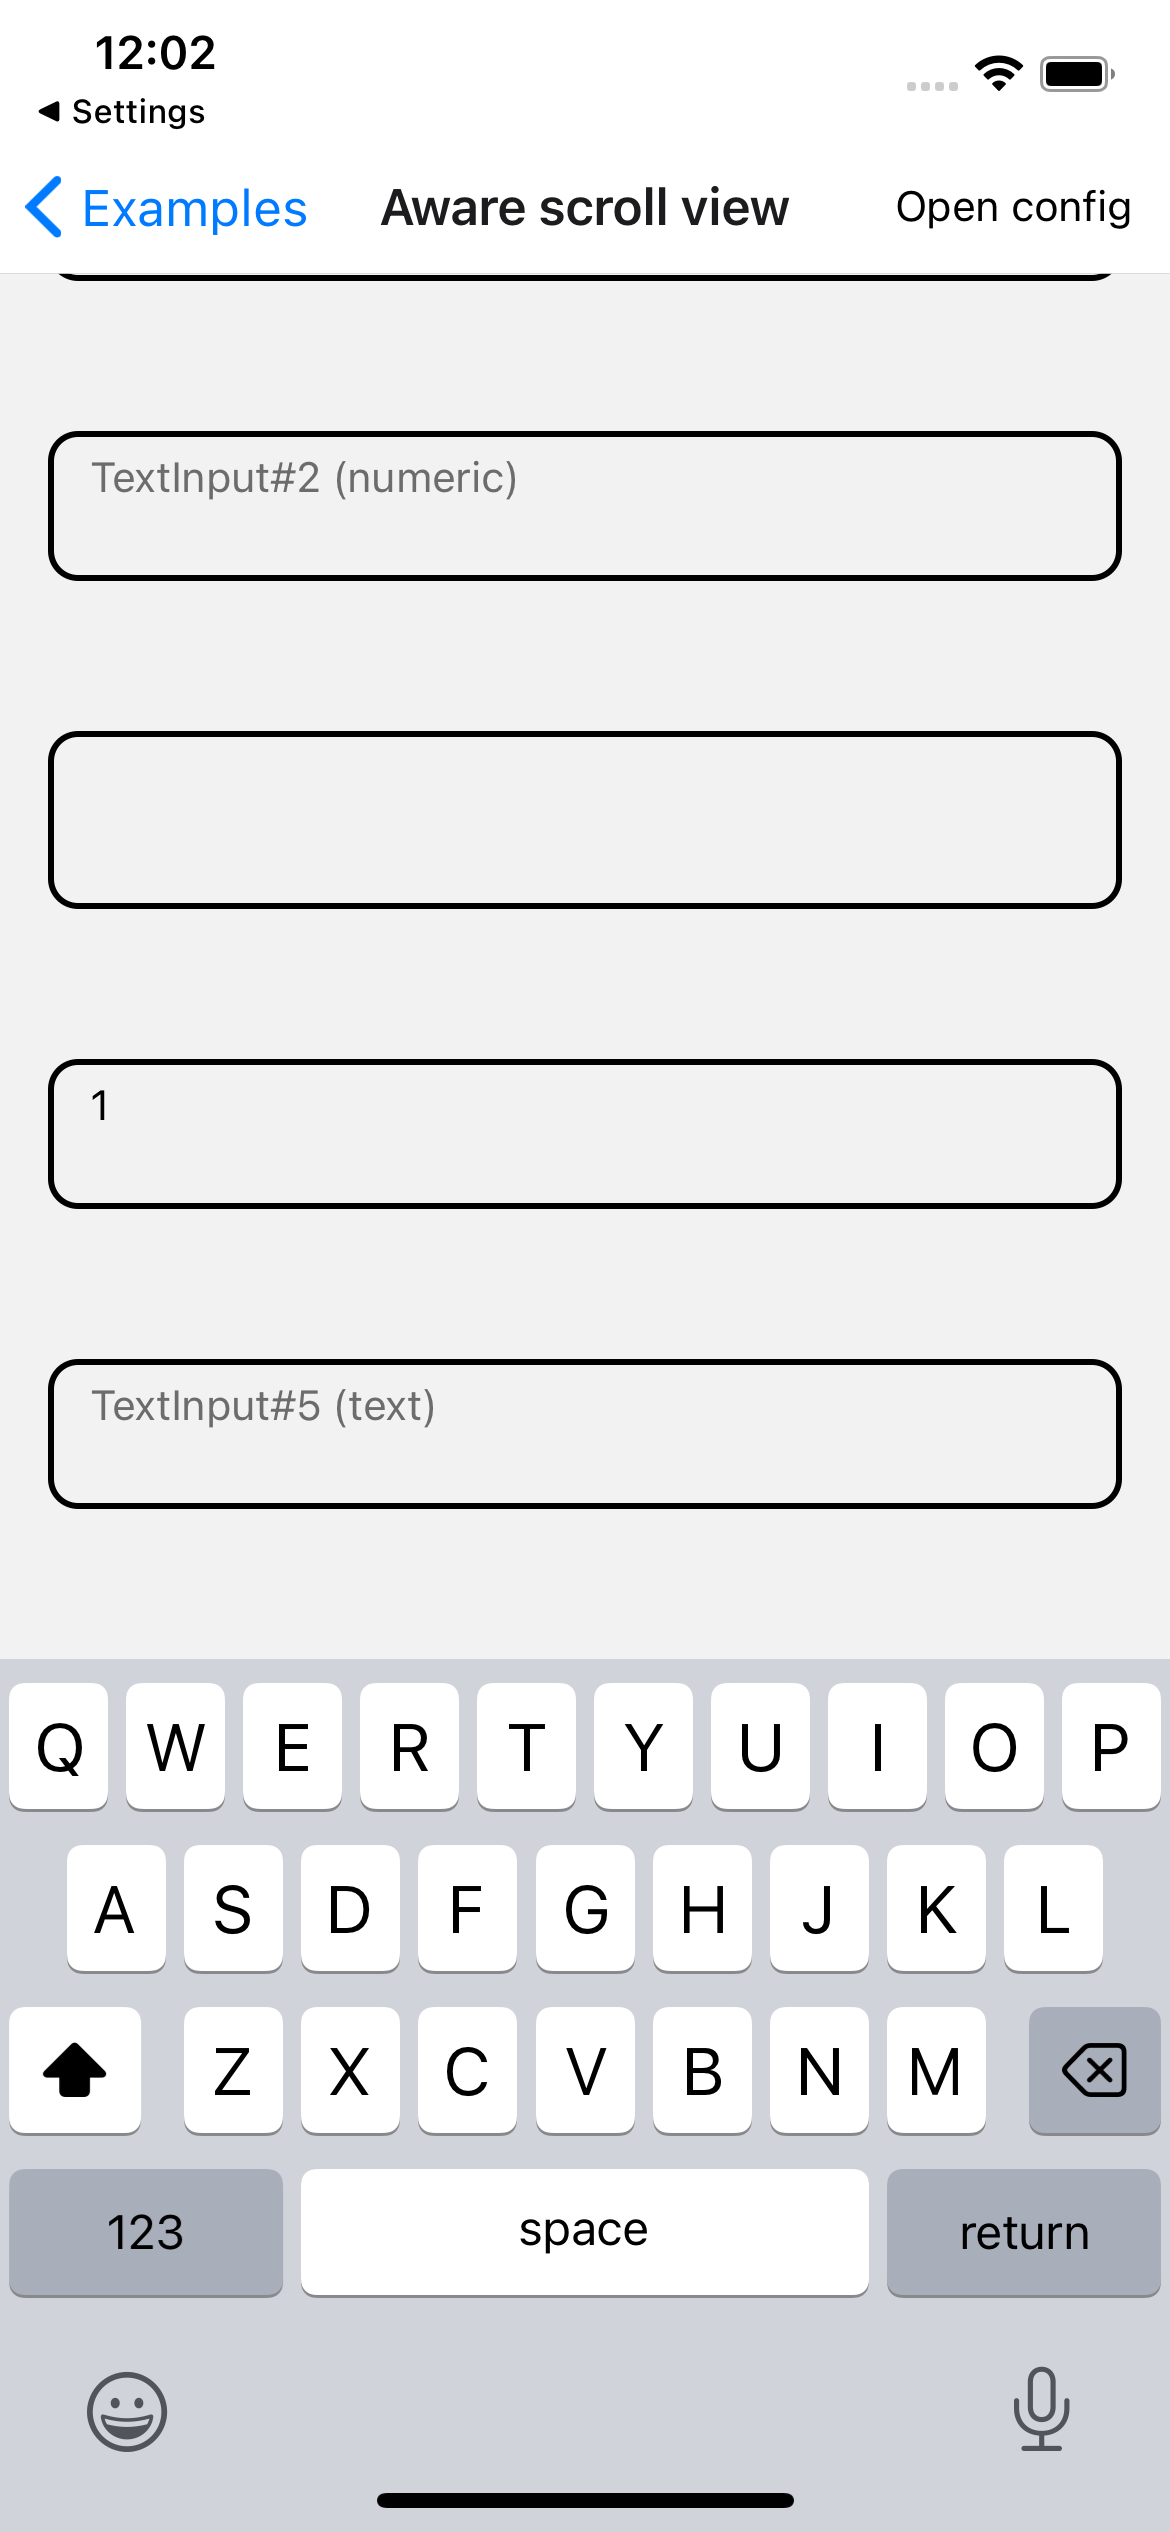 12:02
◀ Settings
Examples Aware scroll view Open config
TextInput#2 (numeric)
1
TextInput#5 (text)
Q W E R T Y U I O P
A S D F G H J K L
Z X C V B N M
123 space return